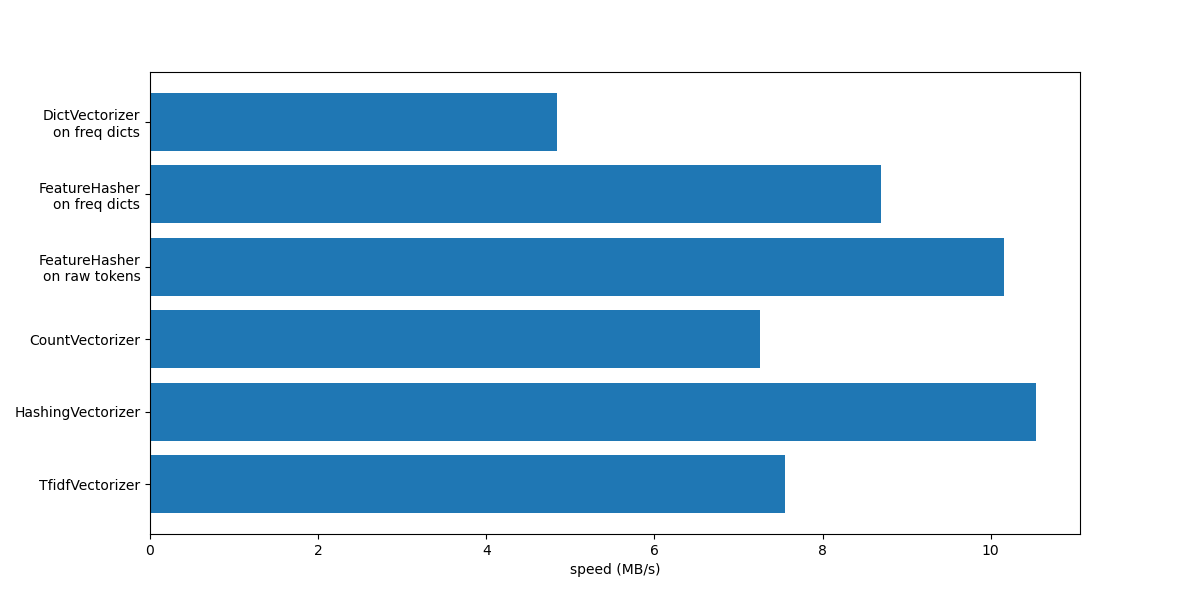 DictVectorizer
on freq dicts
FeatureHasher
on freq dicts
FeatureHasher
on raw tokens
CountVectorizer
HashingVectorizer
TfidfVectorizer
0 2 4 6 8 10
speed (MB/s)